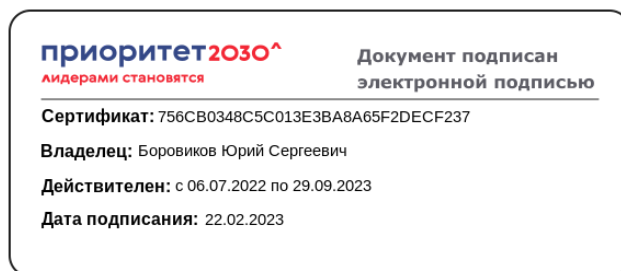 приоритет2030^
лидерами становятся
Документ подписан
электронной подписью
Сертификат: 756CB0348C5C013E3BA8A65F2DECF237
Владелец: Боровиков Юрий Сергеевич
Действителен: с 06.07.2022 по 29.09.2023
Дата подписания: 22.02.2023